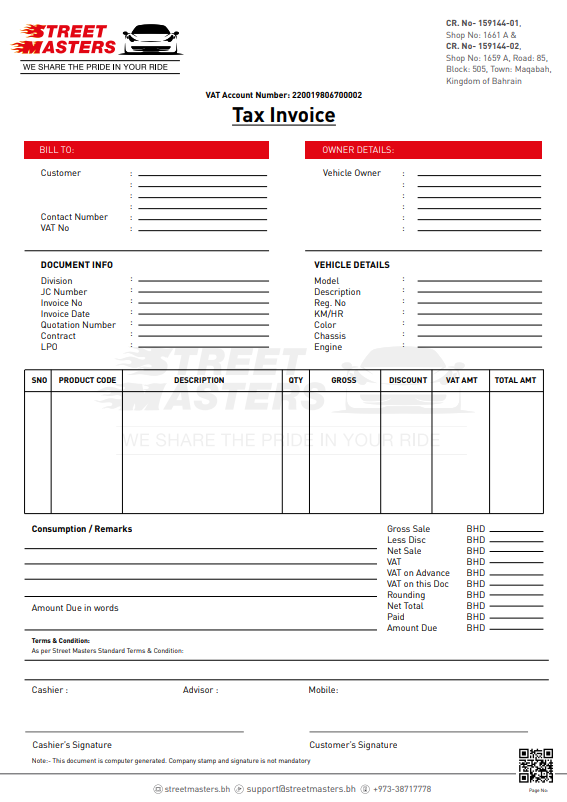 STREET
MASTERS
WE SHARE THE PRIDE IN YOUR RIDE
CR. No- 159144-01,
Shop No: 1661 A &
CR. No- 159144-02,
Shop No: 1659 A, Road: 85,
Block: 505, Town: Maqabah,
Kingdom of Bahrain
VAT Account Number: 220019806700002
Tax Invoice
BILL TO:
Customer :
:
:
:
Contact Number :
VAT No :
OWNER DETAILS:
Vehicle Owner :
:
:
:
:
:
DOCUMENT INFO
Division :
JC Number :
Invoice No :
Invoice Date :
Quotation Number :
Contract :
LPO :
VEHICLE DETAILS
Model :
Description :
Reg. No :
KM/HR :
Color :
Chassis :
Engine :
STREET
MASTERS
WE SHARE THE PRIDE IN YOUR RIDE
SNO PRODUCT CODE DESCRIPTION QTY GROSS DISCOUNT VAT AMT TOTAL AMT
Consumption / Remarks
Amount Due in words
Gross Sale BHD
Less Disc BHD
Net Sale BHD
VAT BHD
VAT on Advance BHD
VAT on this Doc BHD
Rounding BHD
Net Total BHD
Paid BHD
Amount Due BHD
Terms & Condition:
As per Street Masters Standard Terms & Condition:
Cashier : Advisor : Mobile:
Cashier's Signature Customer's Signature
Note:- This document is computer generated. Company stamp and signature is not mandatory
streetmasters.bh support@streetmasters.bh +973-38717778
Page No: